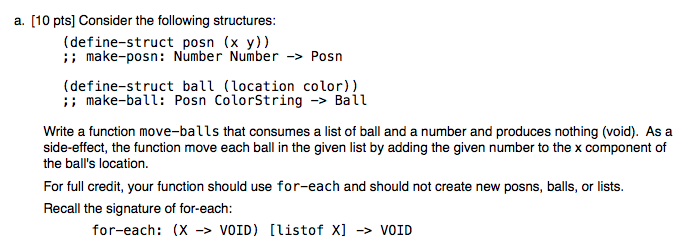 a. [10 pts] Consider the following structures:
(define-struct posn (x y))
;; make-posn: Number Number -> Posn
(define-struct ball (location color))
;; make-ball: Posn ColorString -> Ball
Write a function move-balls that consumes a list of ball and a number and produces nothing (void). As a
side-effect, the function move each ball in the given list by adding the given number to the x component of
the ball's location.
For full credit, your function should use for-each and should not create new posns, balls, or lists.
Recall the signature of for-each:
for-each: (X -> VOID) [listof X] -> VOID